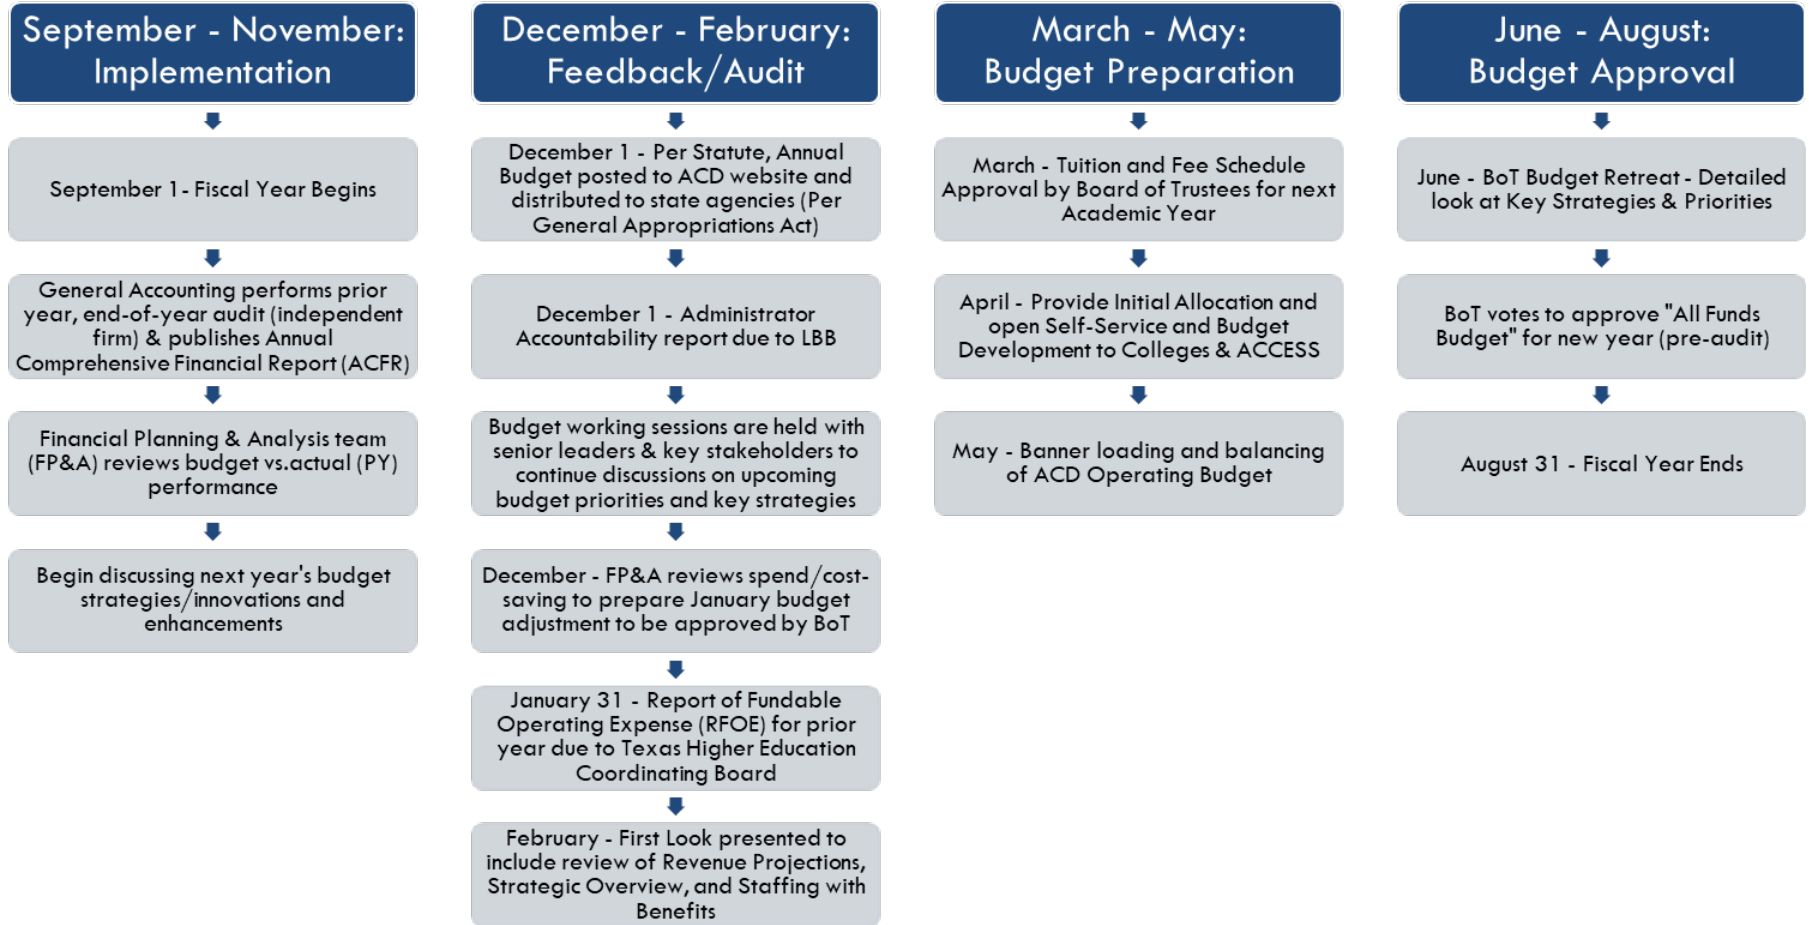 September - November:
Implementation
September 1- Fiscal Year Begins
General Accounting performs prior
year, end-of-year audit (independent
firm) & publishes Annual
Comprehensive Financial Report (ACFR)
Financial Planning & Analysis team
(FP&A) reviews budget vs.actual (PY)
performance
Begin discussing next year's budget
strategies/innovations and
enhancements
December - February:
Feedback/Audit
December 1 - Per Statute, Annual
Budget posted to ACD website and
distributed to state agencies (Per
General Appropriations Act)
December 1 - Administrator
Accountability report due to LBB
Budget working sessions are held with
senior leaders & key stakeholders to
continue discussions on upcoming
budget priorities and key strategies
December - FP&A reviews spend/cost-
saving to prepare January budget
adjustment to be approved by BoT
January 31 - Report of Fundable
Operating Expense (RFOE) for prior
year due to Texas Higher Education
Coordinating Board
February - First Look presented to
include review of Revenue Projections,
Strategic Overview, and Staffing with
Benefits
March - May:
Budget Preparation
March - Tuition and Fee Schedule
Approval by Board of Trustees for next
Academic Year
April - Provide Initial Allocation and
open Self-Service and Budget
Development to Colleges & ACCESS
May - Banner loading and balancing
of ACD Operating Budget
June - August:
Budget Approval
June - BoT Budget Retreat - Detailed
look at Key Strategies & Priorities
BoT votes to approve "All Funds
Budget" for new year (pre-audit)
August 31 - Fiscal Year Ends